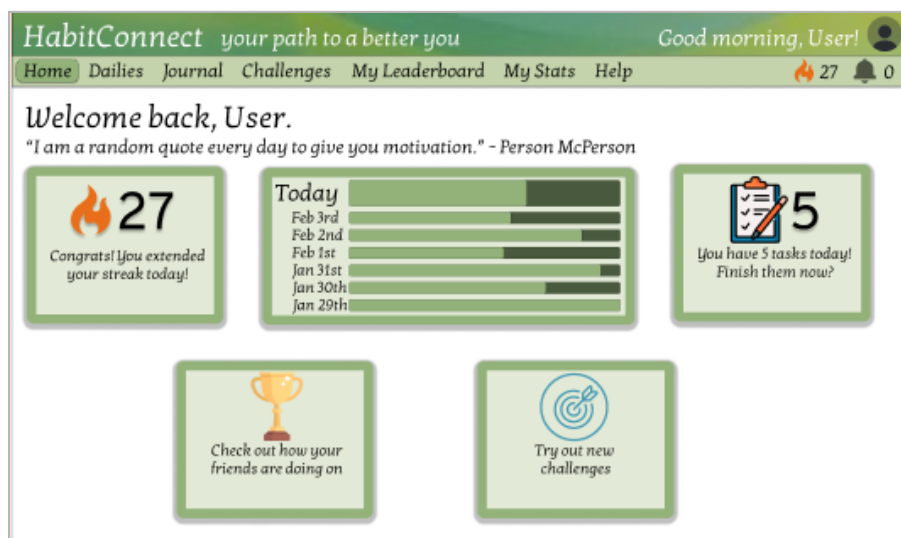 HabitConnect your path to a better you Good morning, User!
Home Dailies Journal Challenges My Leaderboard My Stats Help 27 0
Welcome back, User.
"I am a random quote every day to give you motivation." - Person McPerson
27
Congrats! You extended
your streak today!
Today
Feb 3rd
Feb 2nd
Feb 1st
Jan 31st
Jan 30th
Jan 29th
5
You have 5 tasks today!
Finish them now?
Check out how your
friends are doing on
Try out new
challenges